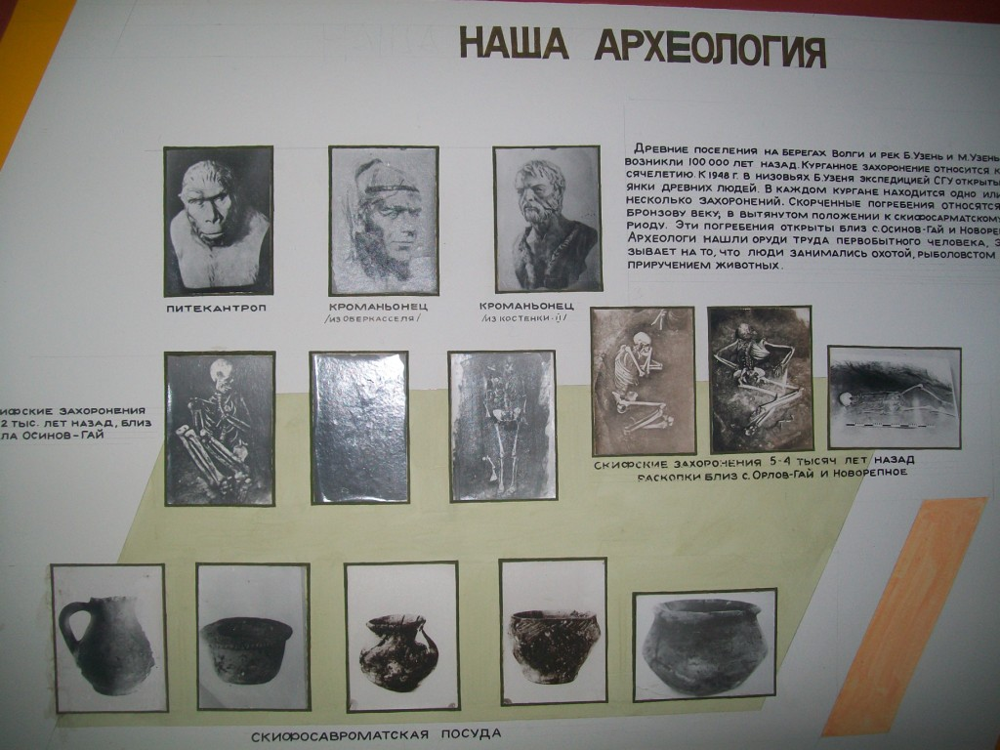 НАША АРХЕОЛОГИЯ
ДРЕВНИЕ ПОСЕЛЕНИЯ НА БЕРЕГАХ ВОЛГИ И РЕК Б.УЗЕНЬ И М.УЗЕНЬ
ВОЗНИКЛИ 100 000 ЛЕТ НАЗАД. КУРГАННОЕ ЗАХОРОНЕНИЕ ОТНОСИТСЯ К
СЯЧЕЛЕТИЮ. К 1948 Г. В НИЗОВЬЯХ Б.УЗЕНЯ ЭКСПЕДИЦИЕЙ СГУ ОТКРЫТЫ
ЯНКИ ДРЕВНИХ ЛЮДЕЙ. В КАЖДОМ КУРГАНЕ НАХОДИТСЯ ОДНО ИЛИ
НЕСКОЛЬКО ЗАХОРОНЕНИЙ. СКОРЧЕННЫЕ ПОГРЕБЕНИЯ ОТНОСЯТСЯ
БРОНЗОВУ ВЕКУ, В ВЫТЯНУТОМ ПОЛОЖЕНИИ К СКИФОСАРМАТСКОМУ
РИОДУ. ЭТИ ПОГРЕБЕНИЯ ОТКРЫТЫ БЛИЗ С. ОСИНОВ-ГАЙ И НОВОРЕП
АРХЕОЛОГИ НАШЛИ ОРУДИ ТРУДА ПЕРВОБЫТНОГО ЧЕЛОВЕКА, Э
ЗЫВАЕТ НА ТО, ЧТО ЛЮДИ ЗАНИМАЛИСЬ ОХОТОЙ, РЫБОЛОВСТОМ
ПРИРУЧЕНИЕМ ЖИВОТНЫХ.
ПИТЕКАНТРОП
КРОМАНЬОНЕЦ
/ИЗ ОБЕРКАССЕЛЯ/
КРОМАНЬОНЕЦ
/ИЗ КОСТЕНКИ-II/
ИФСКИЕ ЗАХОРОНЕНИЯ
2 ТЫС. ЛЕТ НАЗАД, БЛИЗ
ЛА ОСИНОВ-ГАЙ
СКИФСКИЕ ЗАХОРОНЕНИЯ 5-4 ТЫСЯЧ ЛЕТ НАЗАД
РАСКОПКИ БЛИЗ С. ОРЛОВ-ГАЙ И НОВОРЕПНОЕ
СКИФОСАВРОМАТСКАЯ ПОСУДА